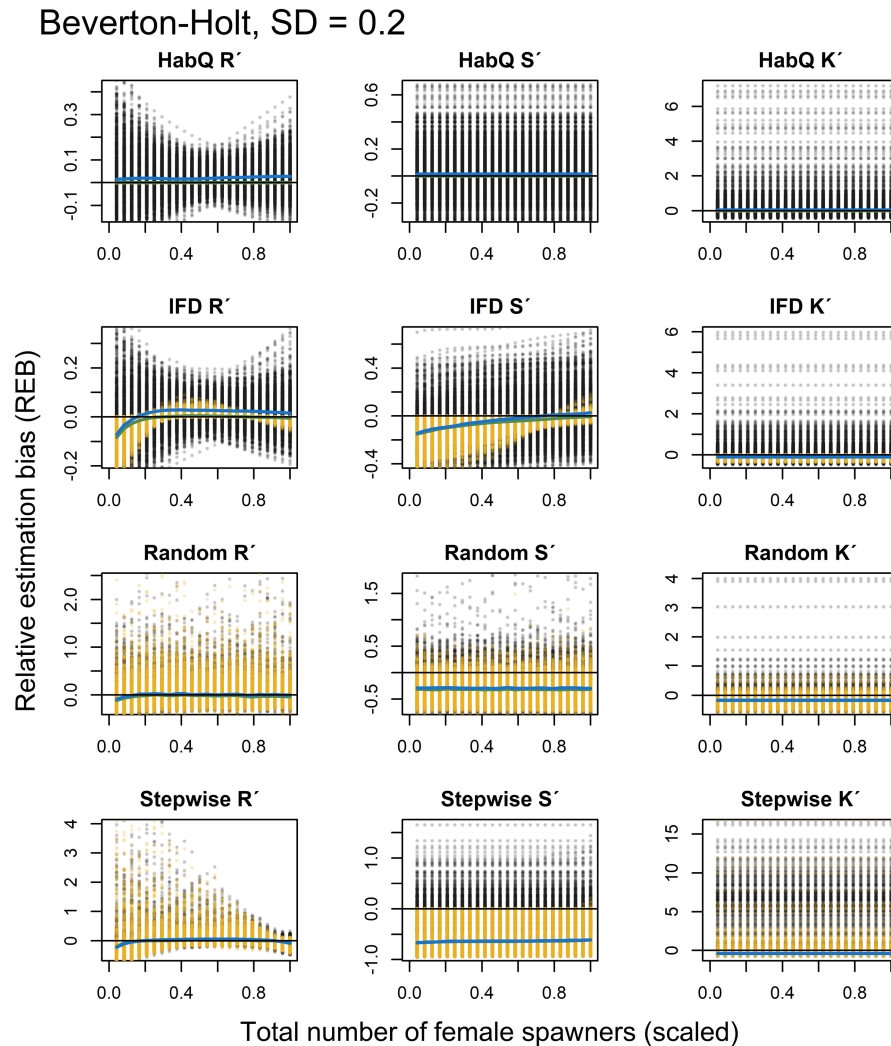 Beverton-Holt, SD = 0.2
HabQ R´
HabQ S´
HabQ K´
-0.1 0.1 0.3
-0.2 0.2 0.6
0 2 4 6
0.0 0.4 0.8
0.0 0.4 0.8
0.0 0.4 0.8
IFD R´
IFD S´
IFD K´
-0.2 0.0 0.2
-0.4 0.0 0.4
0 1 2 3 4 5 6
0.0 0.4 0.8
0.0 0.4 0.8
0.0 0.4 0.8
Relative estimation bias (REB)
Random R´
Random S´
Random K´
0.0 1.0 2.0
-0.5 0.5 1.5
0 1 2 3 4
0.0 0.4 0.8
0.0 0.4 0.8
0.0 0.4 0.8
Stepwise R´
Stepwise S´
Stepwise K´
0 1 2 3 4
-1.0 0.0 1.0
0 5 10 15
0.0 0.4 0.8
0.0 0.4 0.8
0.0 0.4 0.8
Total number of female spawners (scaled)